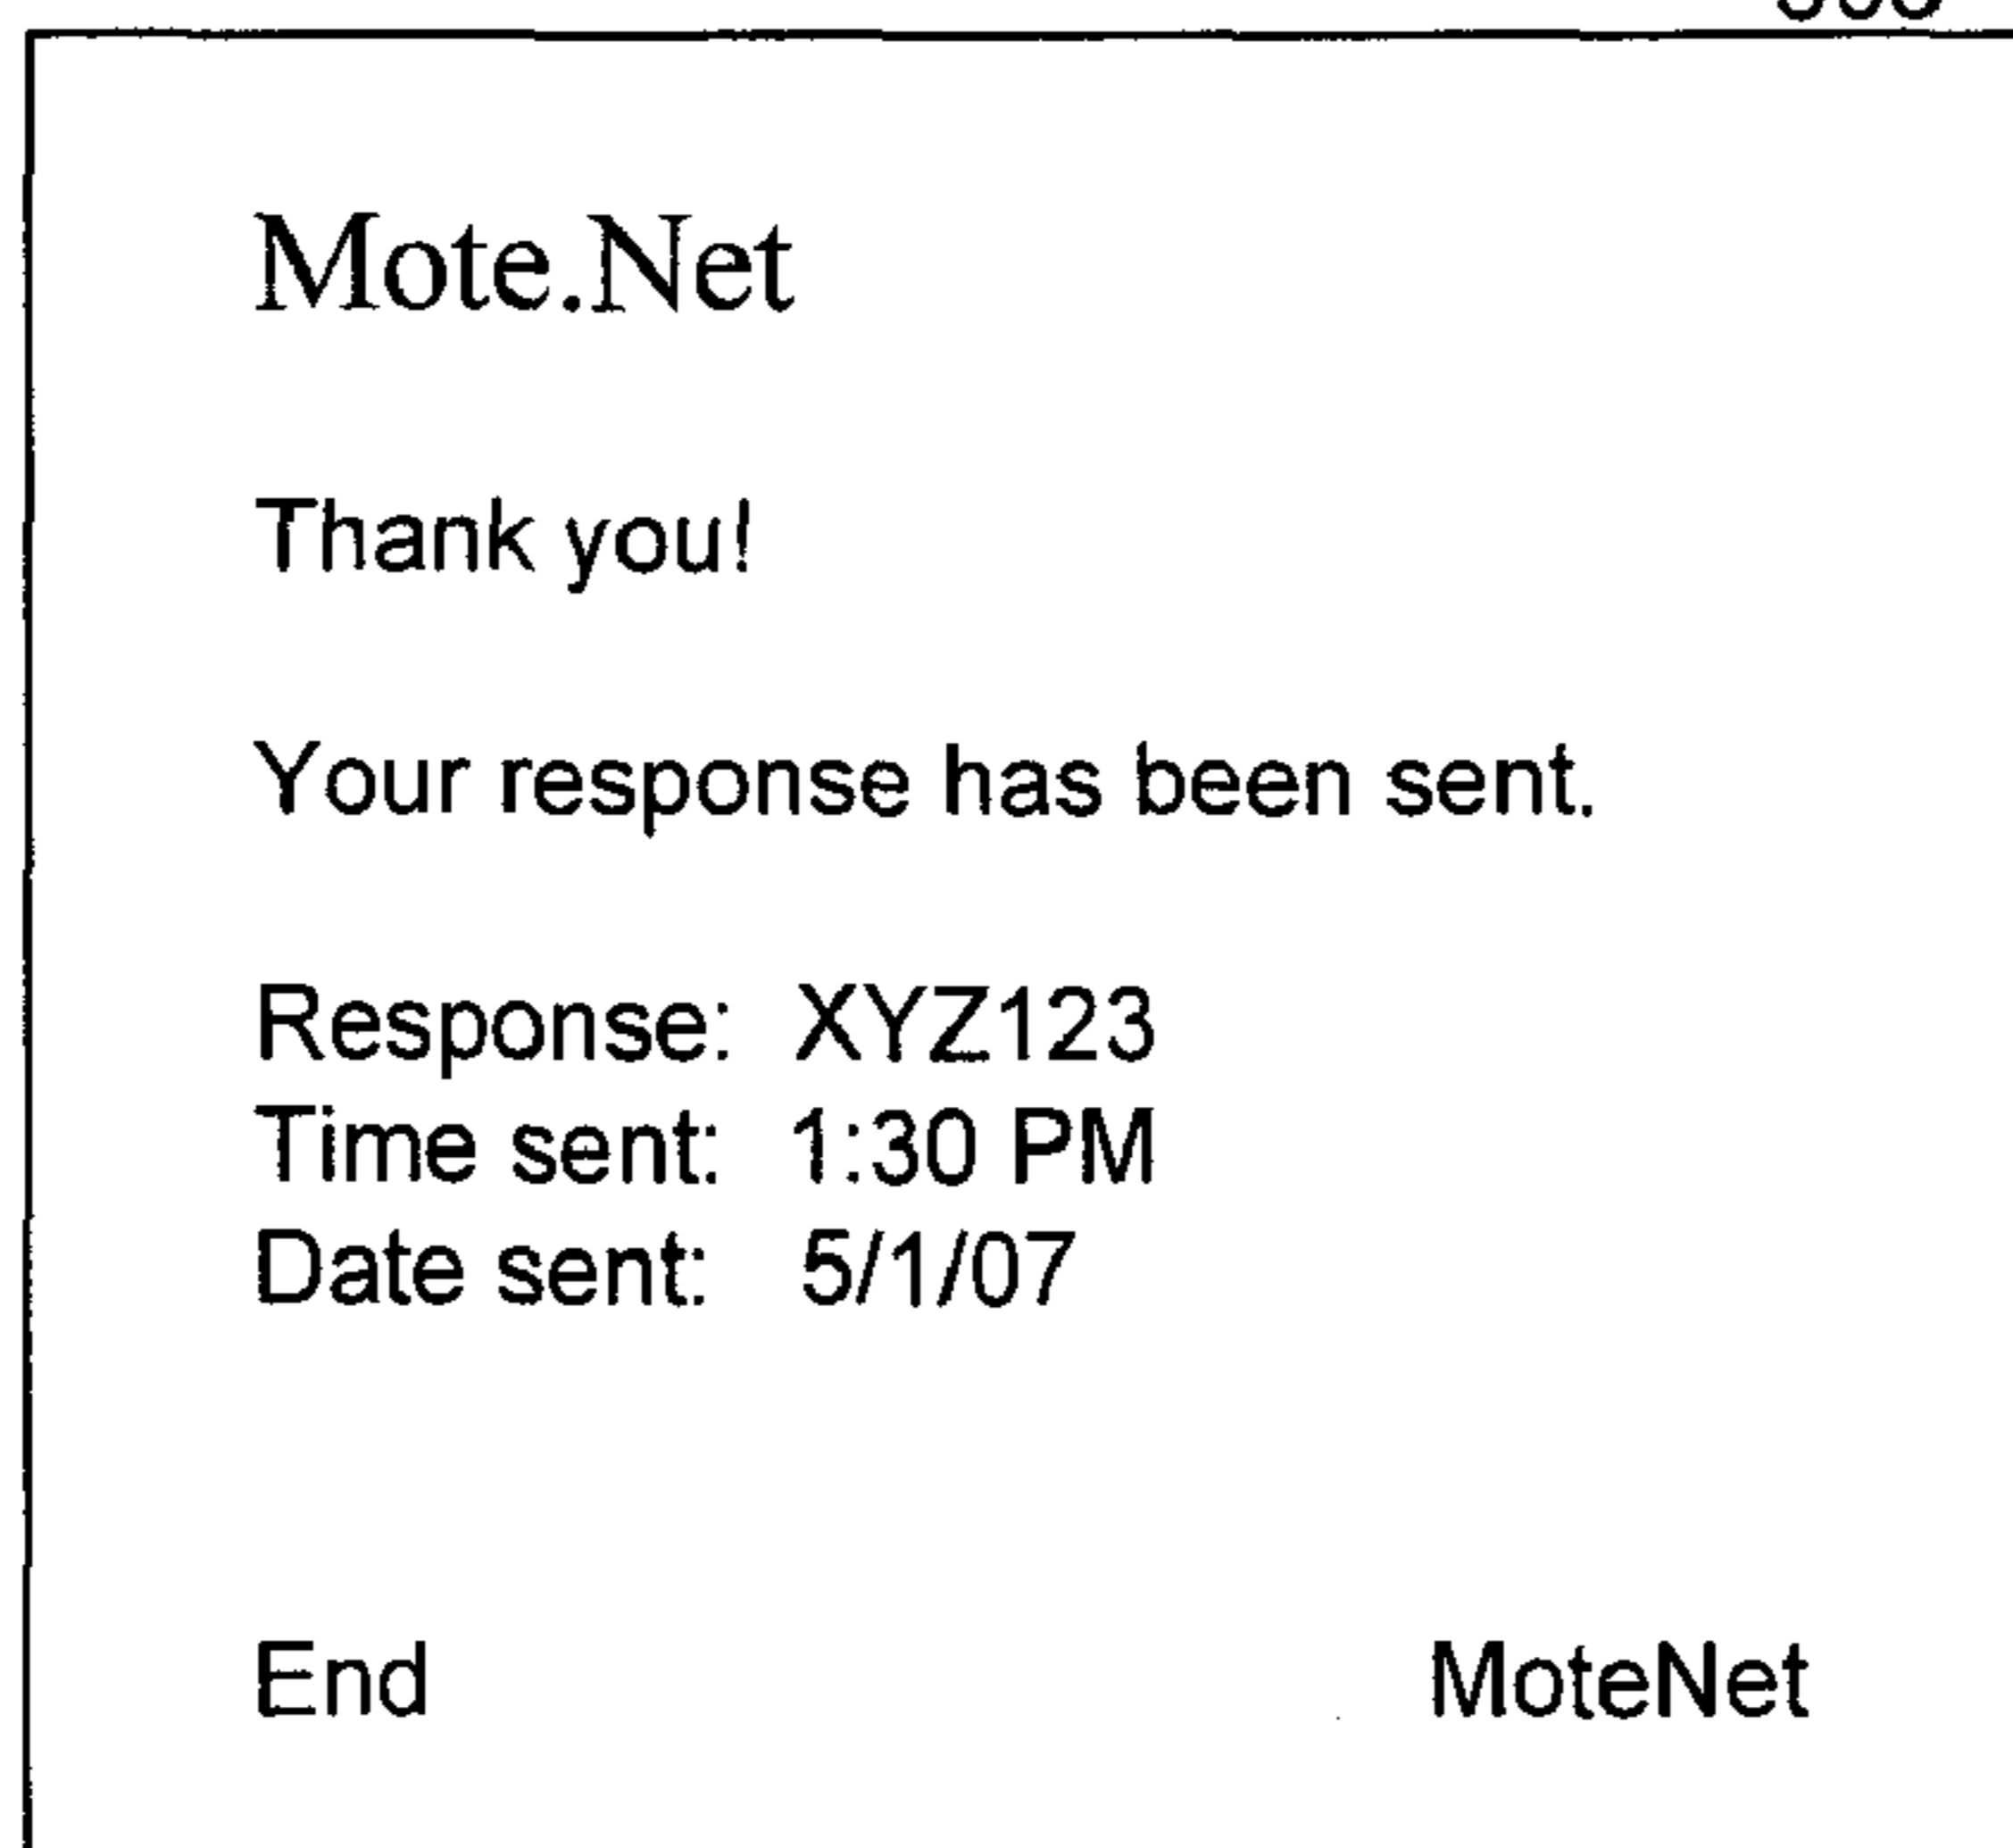 Mote.Net
Thank you!
Your response has been sent.
Response: XYZ123
Time sent: 1:30 PM
Date sent: 5/1/07
End MoteNet